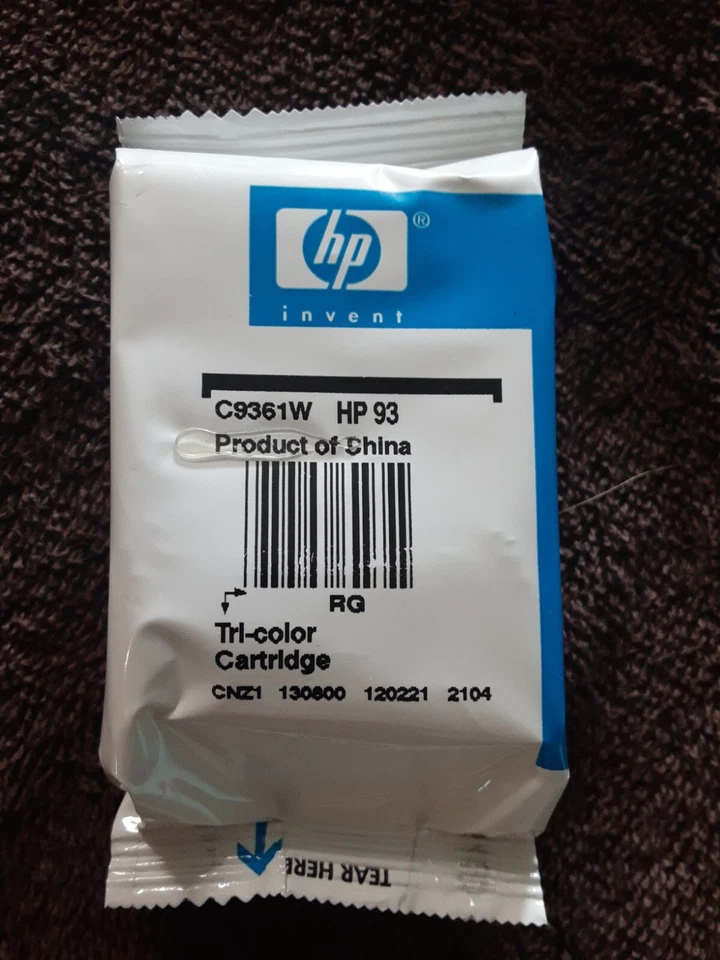 hp ®
invent
C9361W HP 93
Product of China
RG
Tri-color
Cartridge
CNZ1 130800 120221 2104
TEAR HERE